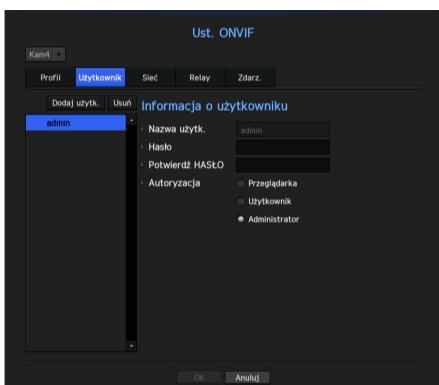 Ust. ONVIF
Kam4
Profil Użytkownik Sieć Relay Zdarz.
Dodaj użytk. Usuń
Informacja o użytkowniku
admin
Nazwa użytk. admin
Hasło
Potwierdź HASŁO
Autoryzacja Przeglądarka
Użytkownik
Administrator
OK Anuluj